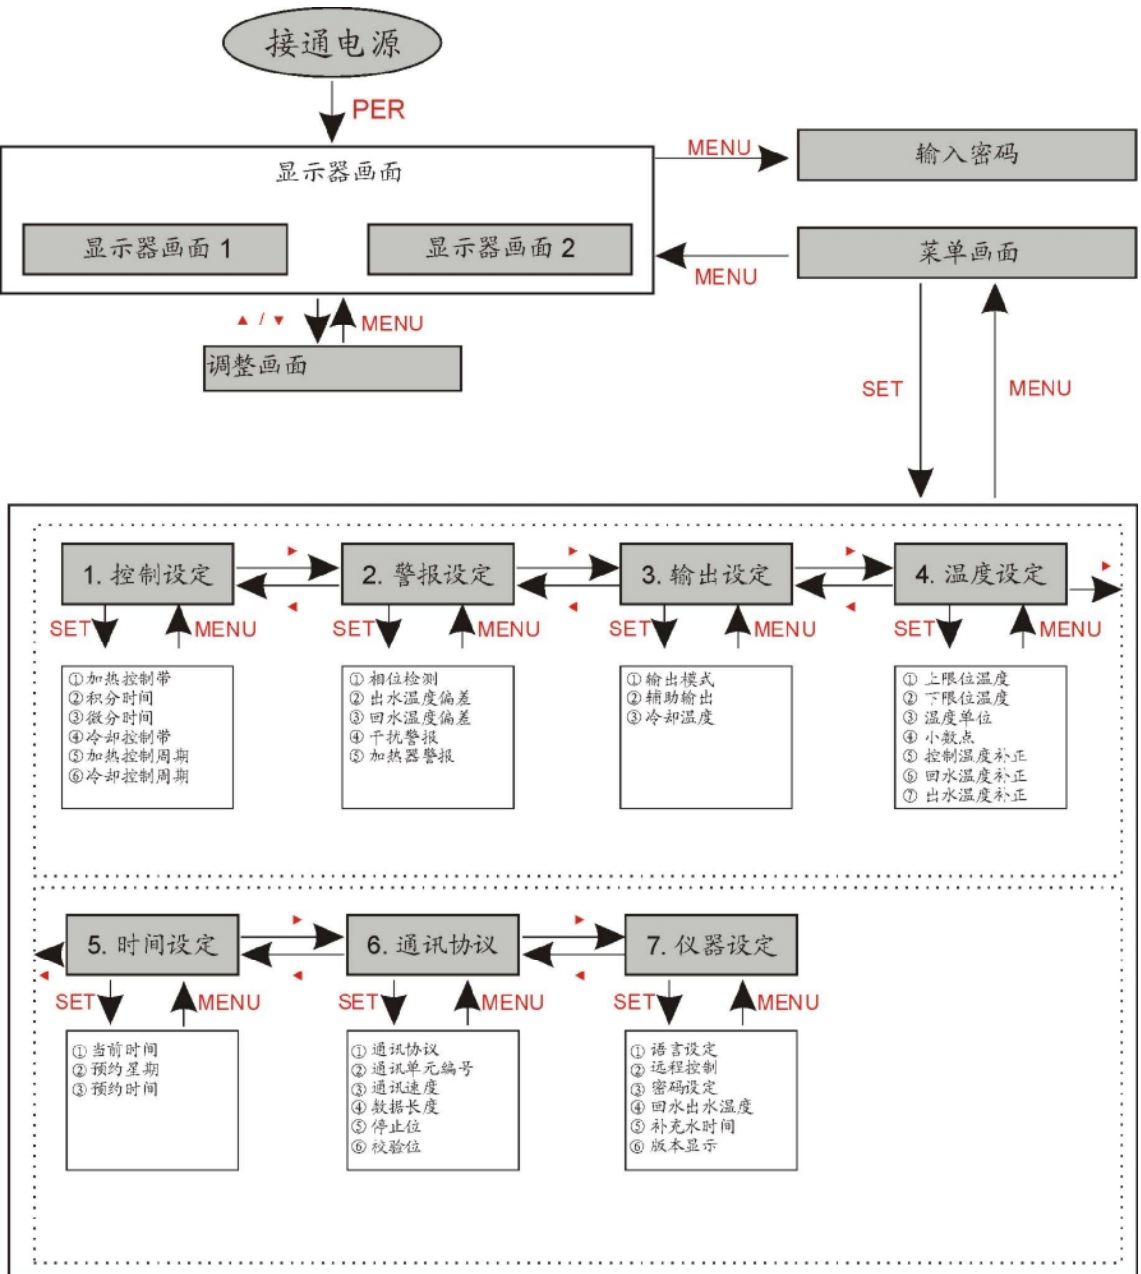 接通电源
PER
显示器画面
MENU
输入密码
显示器画面 1
显示器画面 2
MENU
菜单画面
▲ / ▼
MENU
调整画面
SET
MENU
1. 控制设定
►
◄
2. 警报设定
►
◄
3. 输出设定
►
◄
4. 温度设定
►
SET
MENU
SET
MENU
SET
MENU
SET
MENU
①加热控制带
②积分时间
③微分时间
④冷却控制带
⑤加热控制周期
⑥冷却控制周期
① 相位检测
② 出水温度偏差
③ 回水温度偏差
④ 干扰警报
⑤ 加热器警报
①输出模式
②辅助输出
③冷却温度
① 上限位温度
② 下限位温度
③ 温度单位
④ 小数点
⑤ 控制温度补正
⑥ 回水温度补正
⑦ 出水温度补正
◄
5. 时间设定
►
◄
6. 通讯协议
►
◄
7. 仪器设定
SET
MENU
SET
MENU
SET
MENU
① 当前时间
② 预约星期
③ 预约时间
① 通讯协议
② 通讯单元编号
③ 通讯速度
④ 数据长度
⑤ 停止位
⑥ 校验位
① 语言设定
② 远程控制
③ 密码设定
④ 回水出水温度
⑤ 补充水时间
⑥ 版本显示